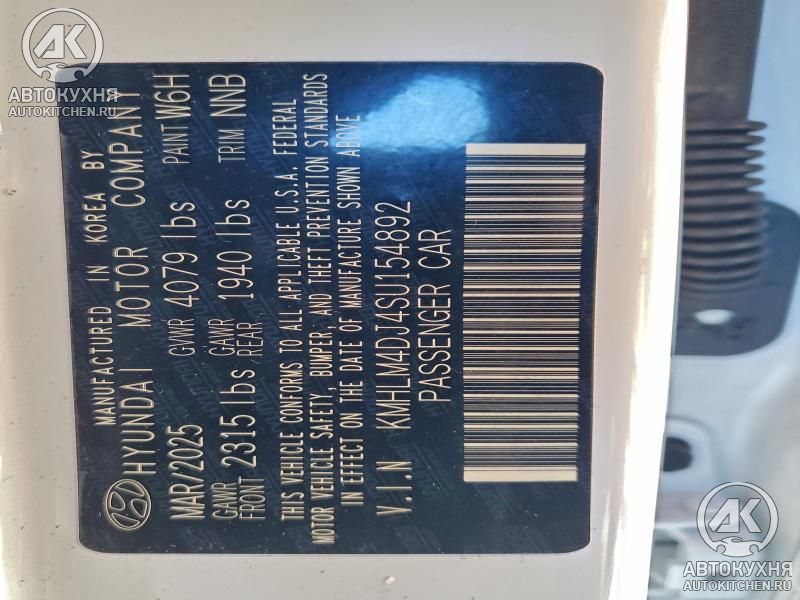 MANUFACTURED IN KOREA BY
HYUNDAI MOTOR COMPANY
MAR/2025 GVWR 4079 lbs PAINT W6H
GAWR FRONT 2315 lbs GAWR REAR 1940 lbs TRIM NNB
THIS VEHICLE CONFORMS TO ALL APPLICABLE U.S.A. FEDERAL
MOTOR VEHICLE SAFETY, BUMPER, AND THEFT PREVENTION STANDARDS
IN EFFECT ON THE DATE OF MANUFACTURE SHOWN ABOVE
V.I.N KMHLM4DJ4SU154892
PASSENGER CAR
АК
АВТОКУХНЯ
AUTOKITCHEN.RU
АК
АВТОКУХНЯ
AUTOKITCHEN.RU